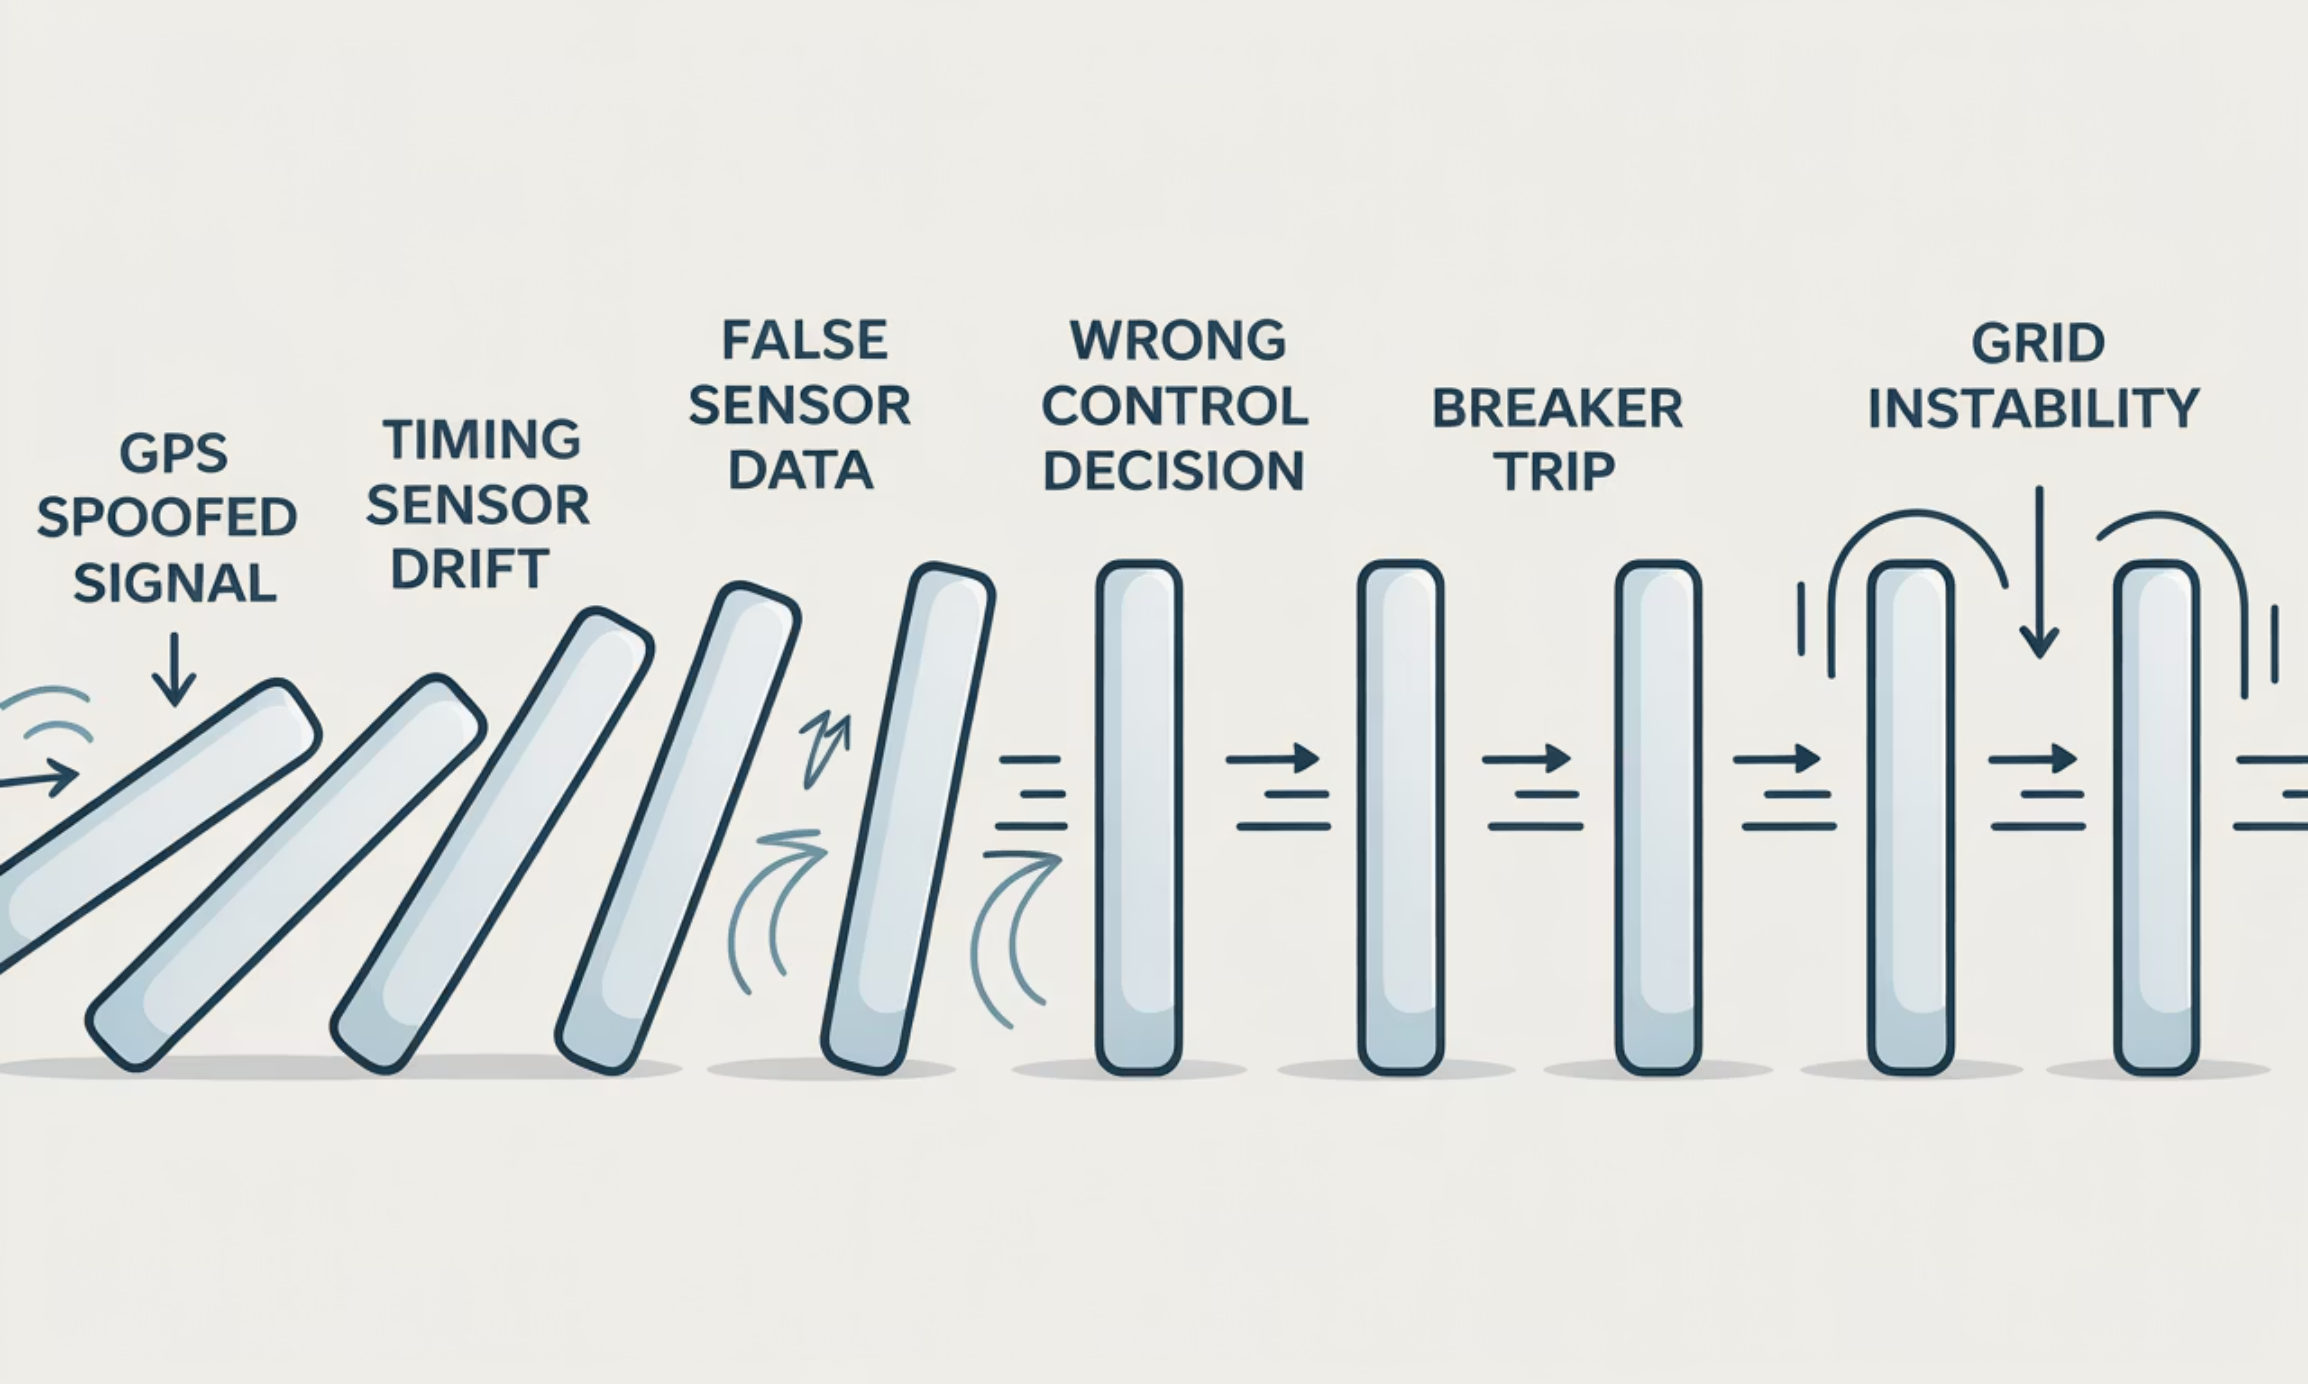 GPS
SPOOFED
SIGNAL
TIMING
SENSOR
DRIFT
FALSE
SENSOR
DATA
WRONG
CONTROL
DECISION
BREAKER
TRIP
GRID
INSTABILITY